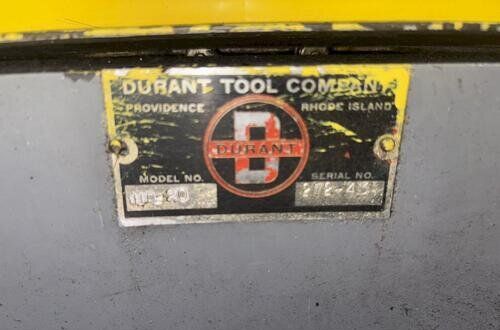 DURANT TOOL COMPANY
PROVIDENCE RHODE ISLAND
D
DURANT
MODEL NO. SERIAL NO.